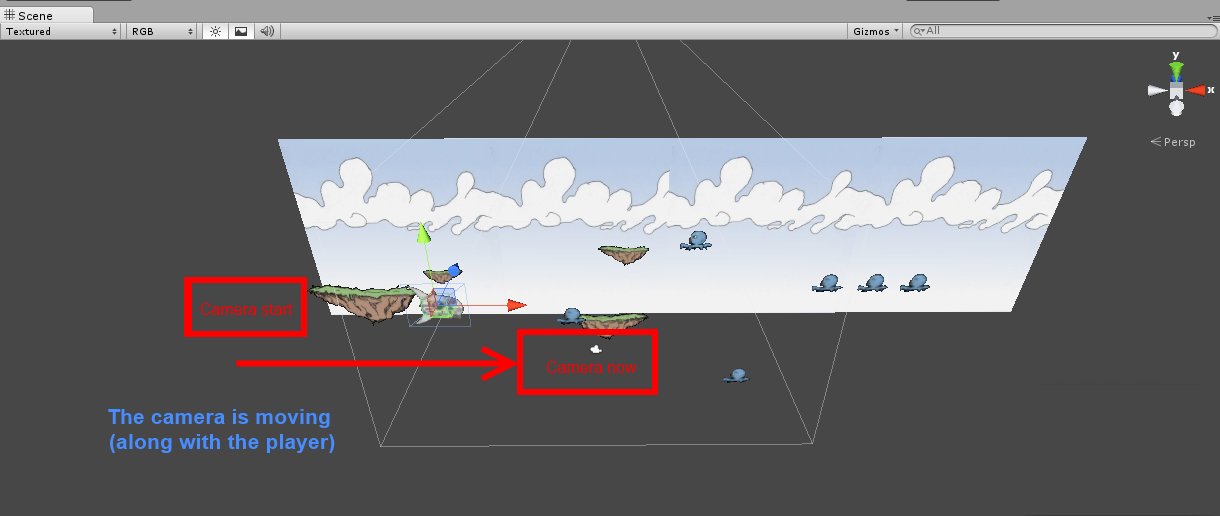 Scene
Textured
RGB
Gizmos
All
y
x
Persp
Camera start
Camera now
The camera is moving
(along with the player)